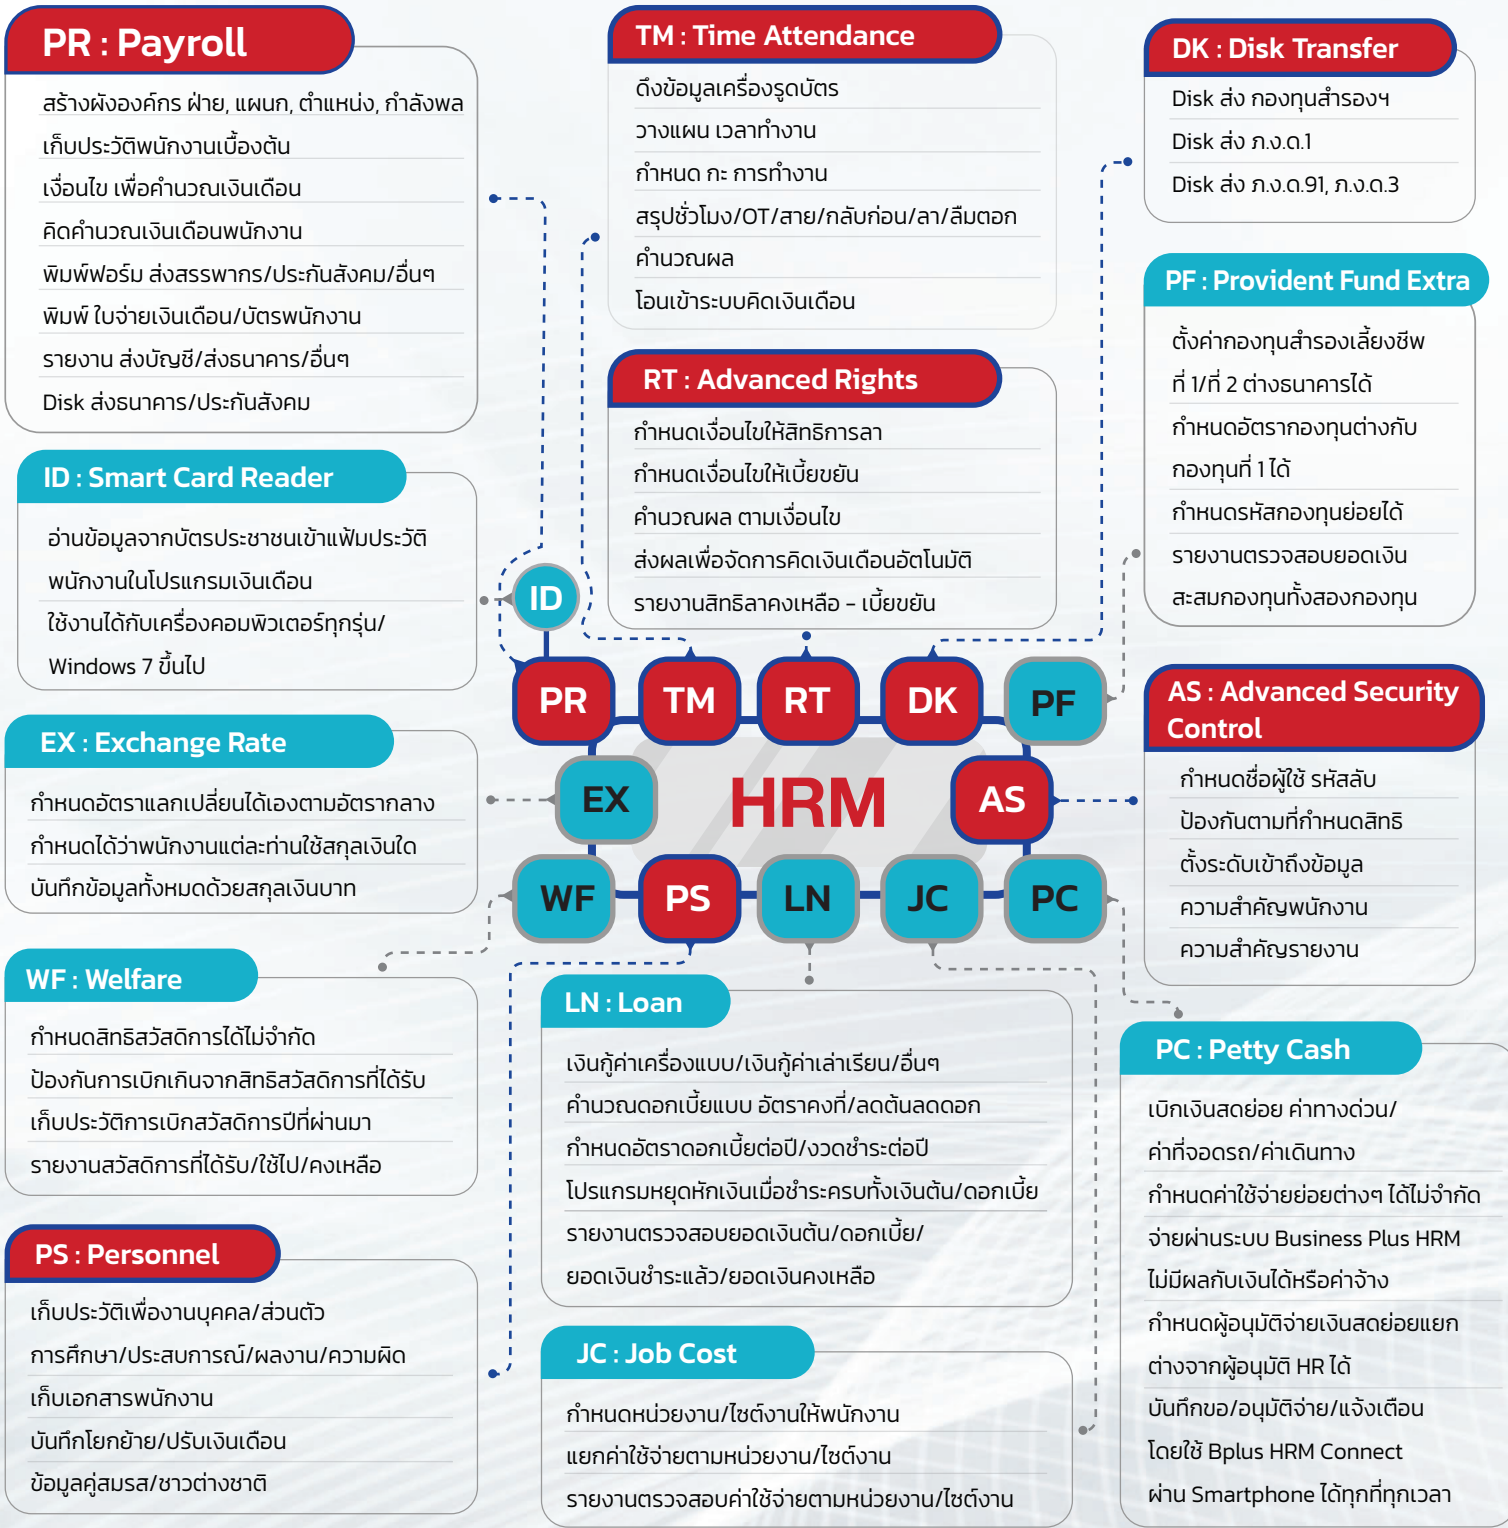 PR : Payroll
สร้างผังองค์กร ฝ่าย, แผนก, ตำแหน่ง, กำลังพล
เก็บประวัติพนักงานเบื้องต้น
เงื่อนไข เพื่อคำนวณเงินเดือน
คิดคำนวณเงินเดือนพนักงาน
พิมพ์ฟอร์ม ส่งสรรพากร/ประกันสังคม/อื่นๆ
พิมพ์ ใบจ่ายเงินเดือน/บัตรพนักงาน
รายงาน ส่งบัญชี/ส่งธนาคาร/อื่นๆ
Disk ส่งธนาคาร/ประกันสังคม
TM : Time Attendance
ดึงข้อมูลเครื่องรูดบัตร
วางแผน เวลาทำงาน
กำหนด กะ การทำงาน
สรุปชั่วโมง/OT/สาย/กลับก่อน/ลา/ลืมตอก
คำนวณผล
โอนเข้าระบบคิดเงินเดือน
DK : Disk Transfer
Disk ส่ง กองทุนสำรองฯ
Disk ส่ง ภ.ง.ด.1
Disk ส่ง ภ.ง.ด.91, ภ.ง.ด.3
PF : Provident Fund Extra
ตั้งค่ากองทุนสำรองเลี้ยงชีพ
ที่ 1/ที่ 2 ต่างธนาคารได้
กำหนดอัตรากองทุนต่างกับ
กองทุนที่ 1 ได้
กำหนดรหัสกองทุนย่อยได้
รายงานตรวจสอบยอดเงิน
สะสมกองทุนทั้งสองกองทุน
RT : Advanced Rights
กำหนดเงื่อนไขให้สิทธิการลา
กำหนดเงื่อนไขให้เบี้ยขยัน
คำนวณผล ตามเงื่อนไข
ส่งผลเพื่อจัดการคิดเงินเดือนอัตโนมัติ
รายงานสิทธิลาคงเหลือ - เบี้ยขยัน
ID : Smart Card Reader
อ่านข้อมูลจากบัตรประชาชนเข้าแฟ้มประวัติ
พนักงานในโปรแกรมเงินเดือน
ใช้งานได้กับเครื่องคอมพิวเตอร์ทุกรุ่น/
Windows 7 ขึ้นไป
ID
PR
TM
RT
DK
PF
EX
HRM
AS
WF
PS
LN
JC
PC
AS : Advanced Security
Control
กำหนดชื่อผู้ใช้ รหัสลับ
ป้องกันตามที่กำหนดสิทธิ
ตั้งระดับเข้าถึงข้อมูล
ความสำคัญพนักงาน
ความสำคัญรายงาน
EX : Exchange Rate
กำหนดอัตราแลกเปลี่ยนได้เองตามอัตรากลาง
กำหนดได้ว่าพนักงานแต่ละท่านใช้สกุลเงินใด
บันทึกข้อมูลทั้งหมดด้วยสกุลเงินบาท
WF : Welfare
กำหนดสิทธิสวัสดิการได้ไม่จำกัด
ป้องกันการเบิกเกินจากสิทธิสวัสดิการที่ได้รับ
เก็บประวัติการเบิกสวัสดิการปีที่ผ่านมา
รายงานสวัสดิการที่ได้รับ/ใช้ไป/คงเหลือ
LN : Loan
เงินกู้ค่าเครื่องแบบ/เงินกู้ค่าเล่าเรียน/อื่นๆ
คำนวณดอกเบี้ยแบบ อัตราคงที่/ลดต้นลดดอก
กำหนดอัตราดอกเบี้ยต่อปี/งวดชำระต่อปี
โปรแกรมหยุดหักเงินเมื่อชำระครบทั้งเงินต้น/ดอกเบี้ย
รายงานตรวจสอบยอดเงินต้น/ดอกเบี้ย/
ยอดเงินชำระแล้ว/ยอดเงินคงเหลือ
PC : Petty Cash
เบิกเงินสดย่อย ค่าทางด่วน/
ค่าที่จอดรถ/ค่าเดินทาง
กำหนดค่าใช้จ่ายย่อยต่างๆ ได้ไม่จำกัด
จ่ายผ่านระบบ Business Plus HRM
ไม่มีผลกับเงินได้หรือค่าจ้าง
กำหนดผู้อนุมัติจ่ายเงินสดย่อยแยก
ต่างจากผู้อนุมัติ HR ได้
บันทึกขอ/อนุมัติจ่าย/แจ้งเตือน
โดยใช้ Bplus HRM Connect
ผ่าน Smartphone ได้ทุกที่ทุกเวลา
PS : Personnel
เก็บประวัติเพื่องานบุคคล/ส่วนตัว
การศึกษา/ประสบการณ์/ผลงาน/ความผิด
เก็บเอกสารพนักงาน
บันทึกโยกย้าย/ปรับเงินเดือน
ข้อมูลคู่สมรส/ชาวต่างชาติ
JC : Job Cost
กำหนดหน่วยงาน/ไซต์งานให้พนักงาน
แยกค่าใช้จ่ายตามหน่วยงาน/ไซต์งาน
รายงานตรวจสอบค่าใช้จ่ายตามหน่วยงาน/ไซต์งาน